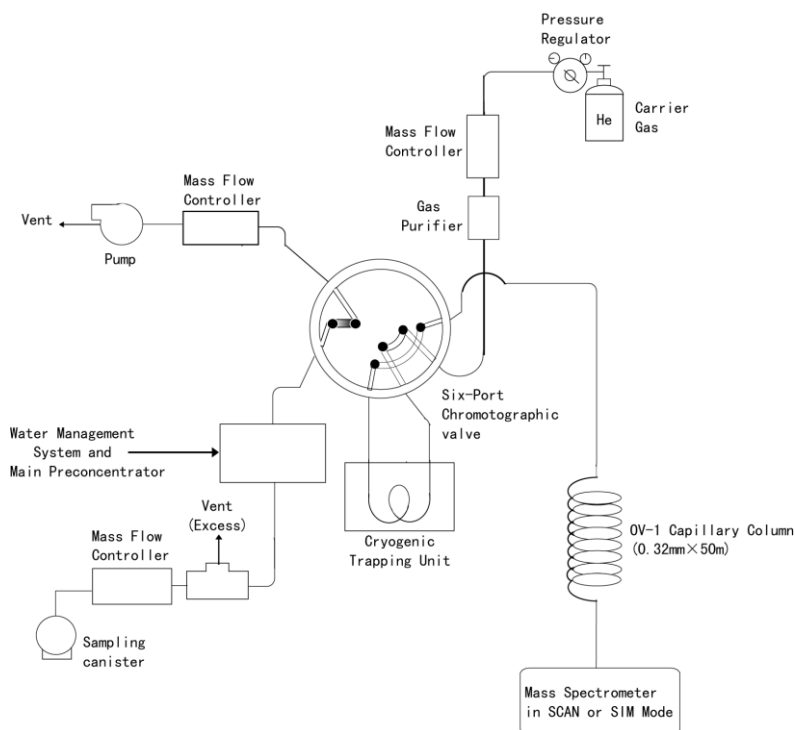 Pressure
Regulator
He
Carrier
Gas
Mass Flow
Controller
Gas
Purifier
Mass Flow
Controller
Vent
Pump
Six-Port
Chromotographic
valve
Water Management
System and
Main Preconcentrator
Vent
(Excess)
Mass Flow
Controller
Cryogenic
Trapping Unit
OV-1 Capillary Column
(0.32mm×50m)
Sampling
canister
Mass Spectrometer
in SCAN or SIM Mode